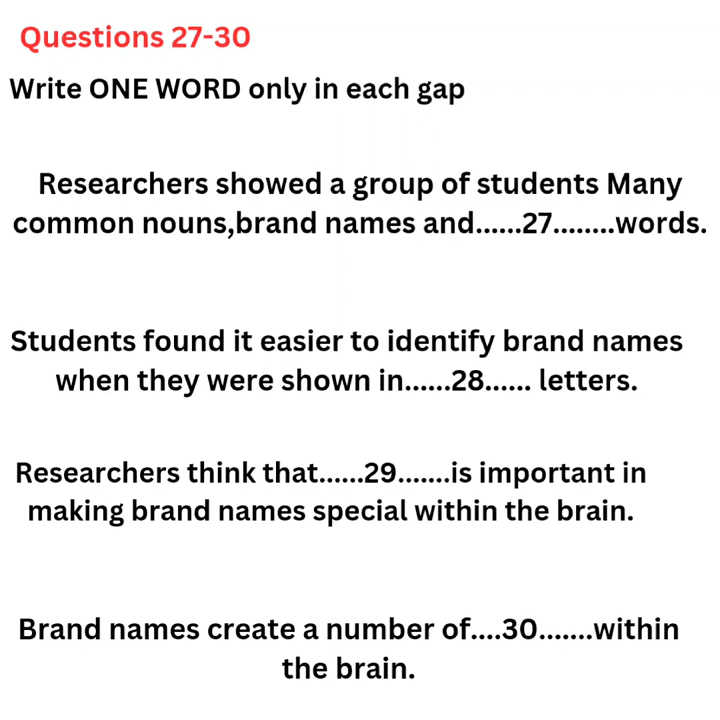 Questions 27-30
Write ONE WORD only in each gap
Researchers showed a group of students Many
common nouns,brand names and......27........words.
Students found it easier to identify brand names
when they were shown in......28...... letters.
Researchers think that......29.......is important in
making brand names special within the brain.
Brand names create a number of....30.......within
the brain.